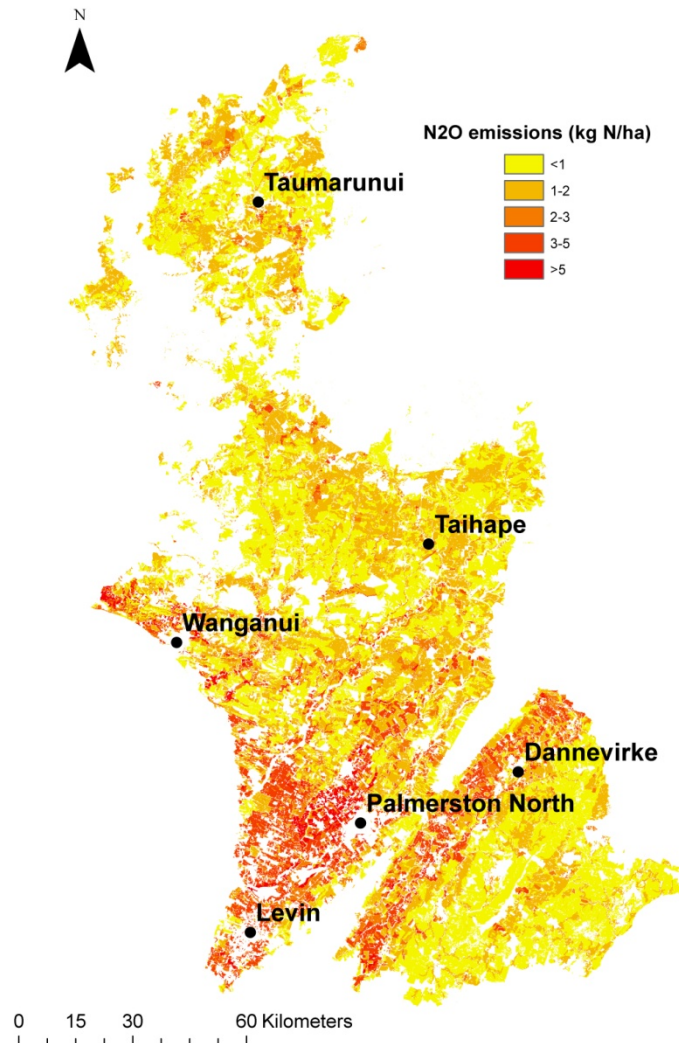 N
N2O emissions (kg N/ha)
<1
1-2
2-3
3-5
>5
Taumarunui
Taihape
Wanganui
Dannevirke
Palmerston North
Levin
0 15 30 60 Kilometers